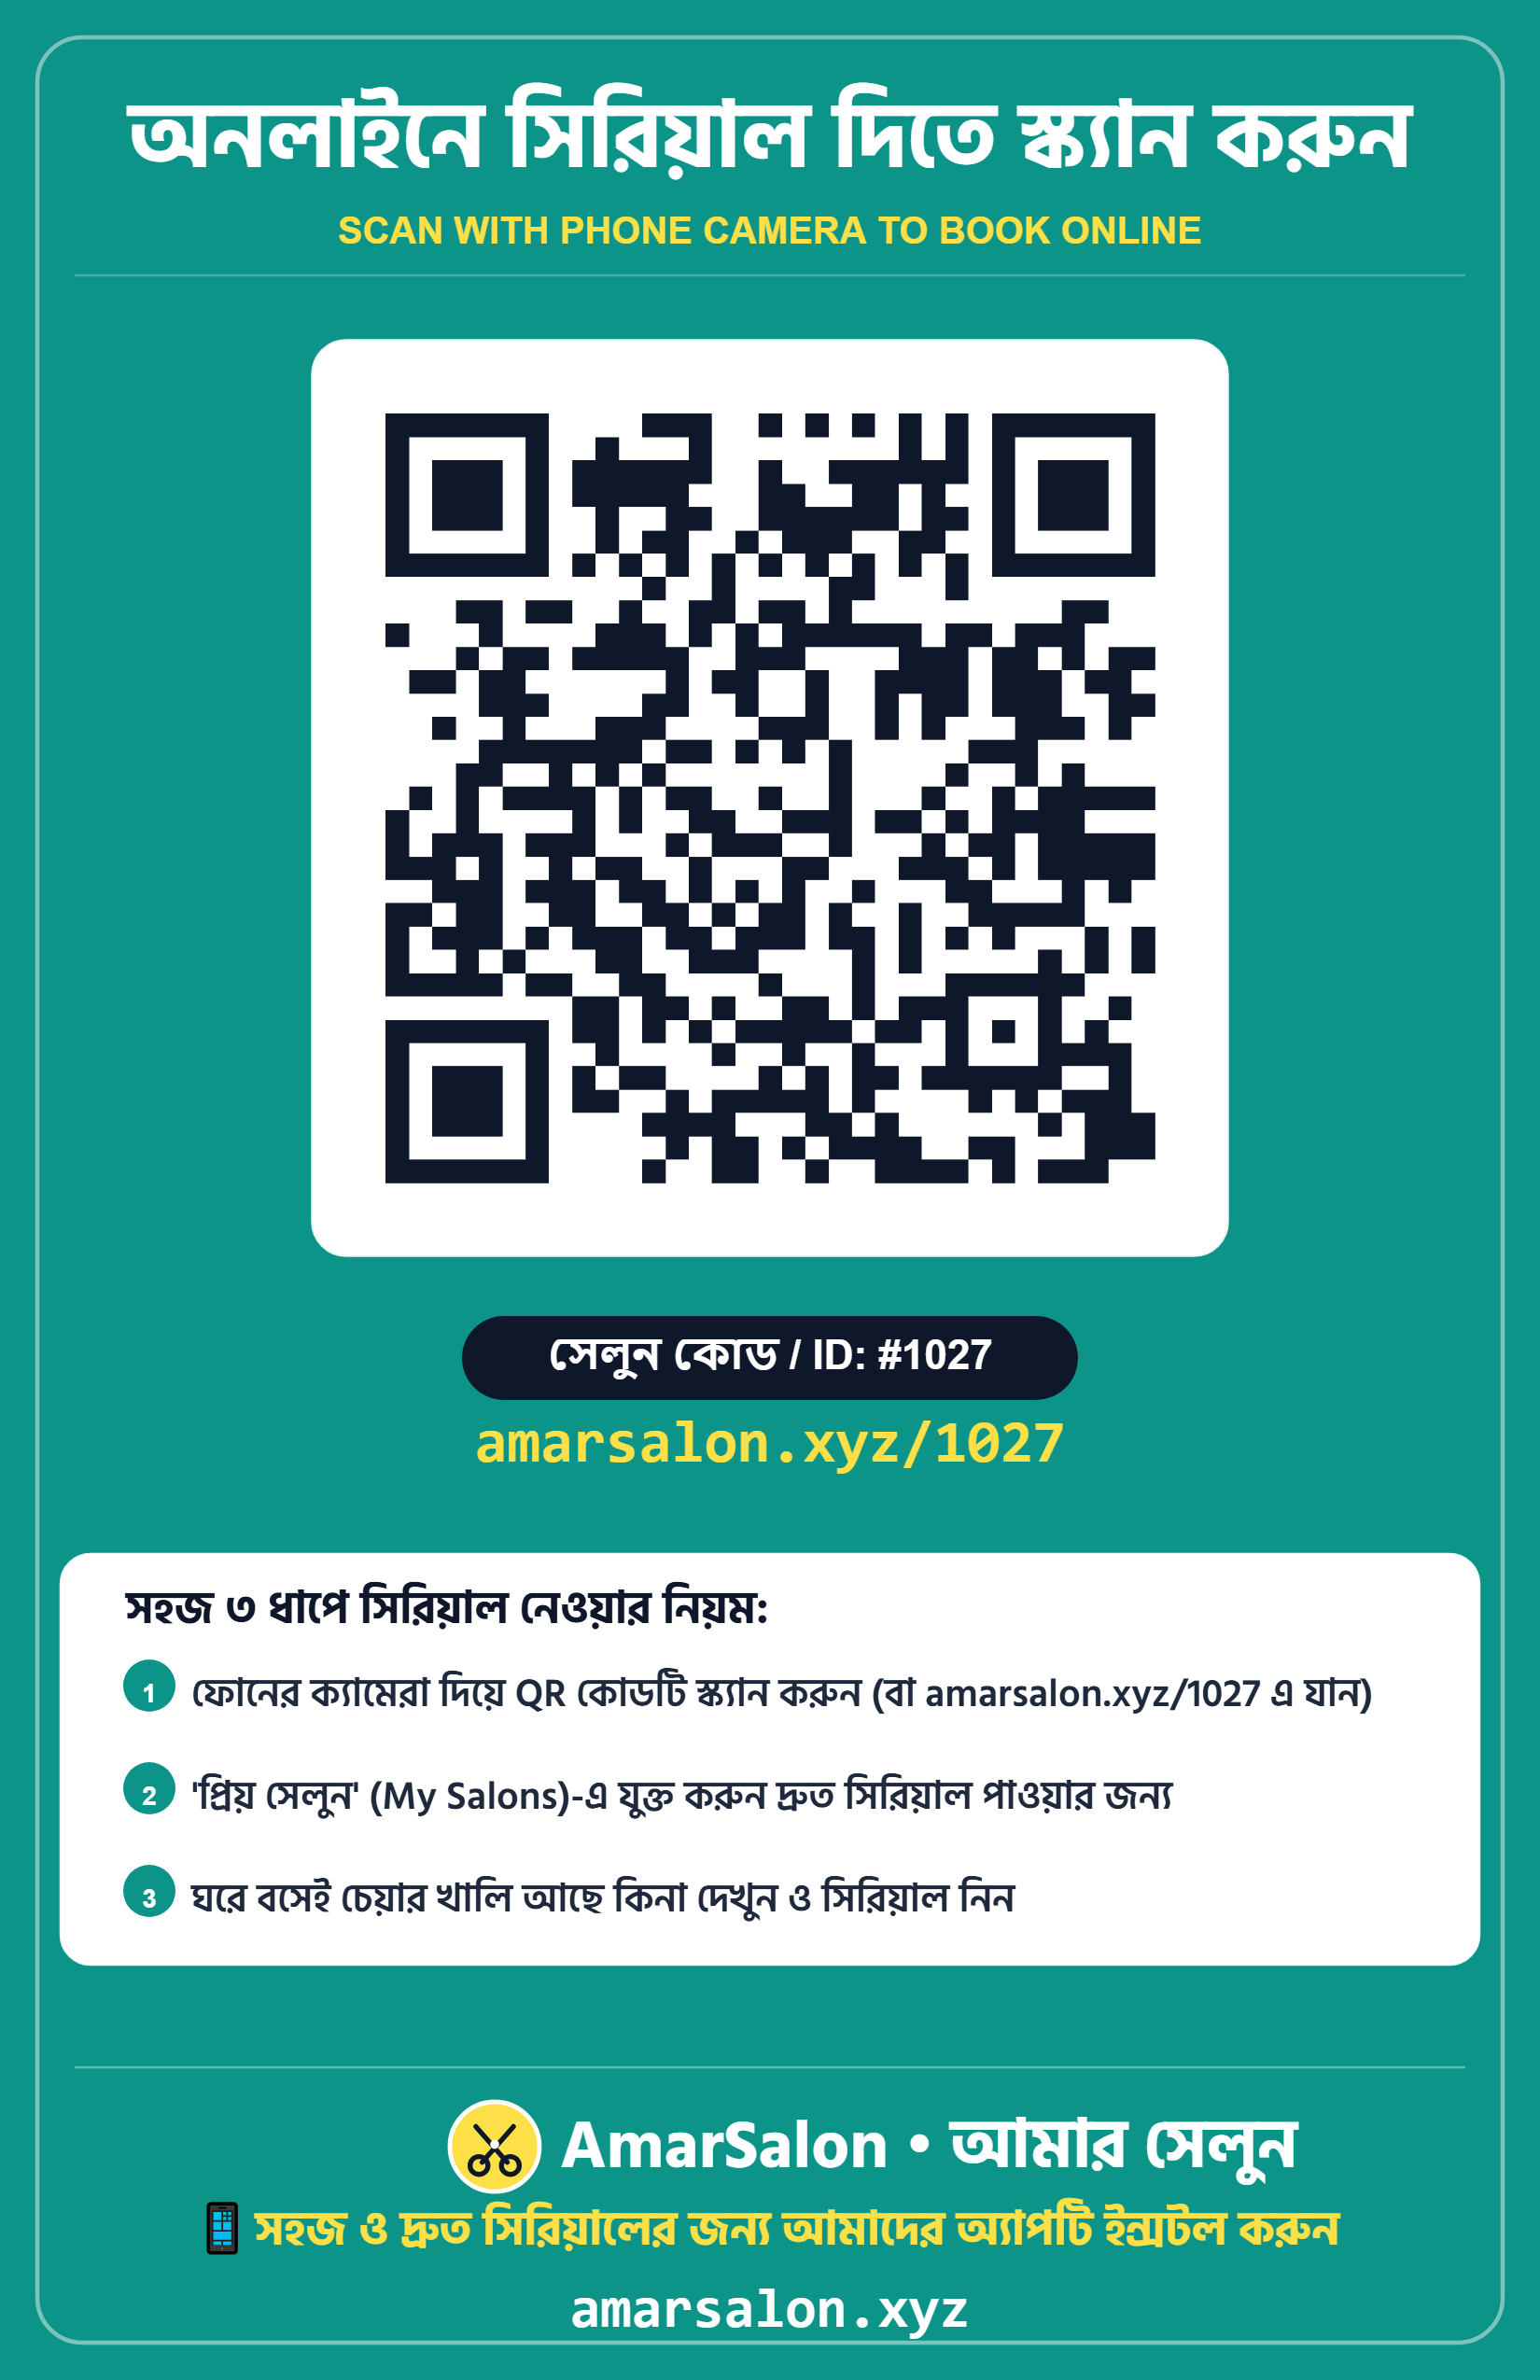 অনলাইনে সিরিয়াল দিতে স্ক্যান করুন
SCAN WITH PHONE CAMERA TO BOOK ONLINE
সেলুন কোড / ID: #1027
amarsalon.xyz/1027
সহজ ৩ ধাপে সিরিয়াল নেওয়ার নিয়ম:
1 ফোনের ক্যামেরা দিয়ে QR কোডটি স্ক্যান করুন (বা amarsalon.xyz/1027 এ যান)
2 'প্রিয় সেলুন' (My Salons)-এ যুক্ত করুন দ্রুত সিরিয়াল পাওয়ার জন্য
3 ঘরে বসেই চেয়ার খালি আছে কিনা দেখুন ও সিরিয়াল নিন
AmarSalon • আমার সেলুন
সহজ ও দ্রুত সিরিয়ালের জন্য আমাদের অ্যাপটি ইন্সটল করুন
amarsalon.xyz